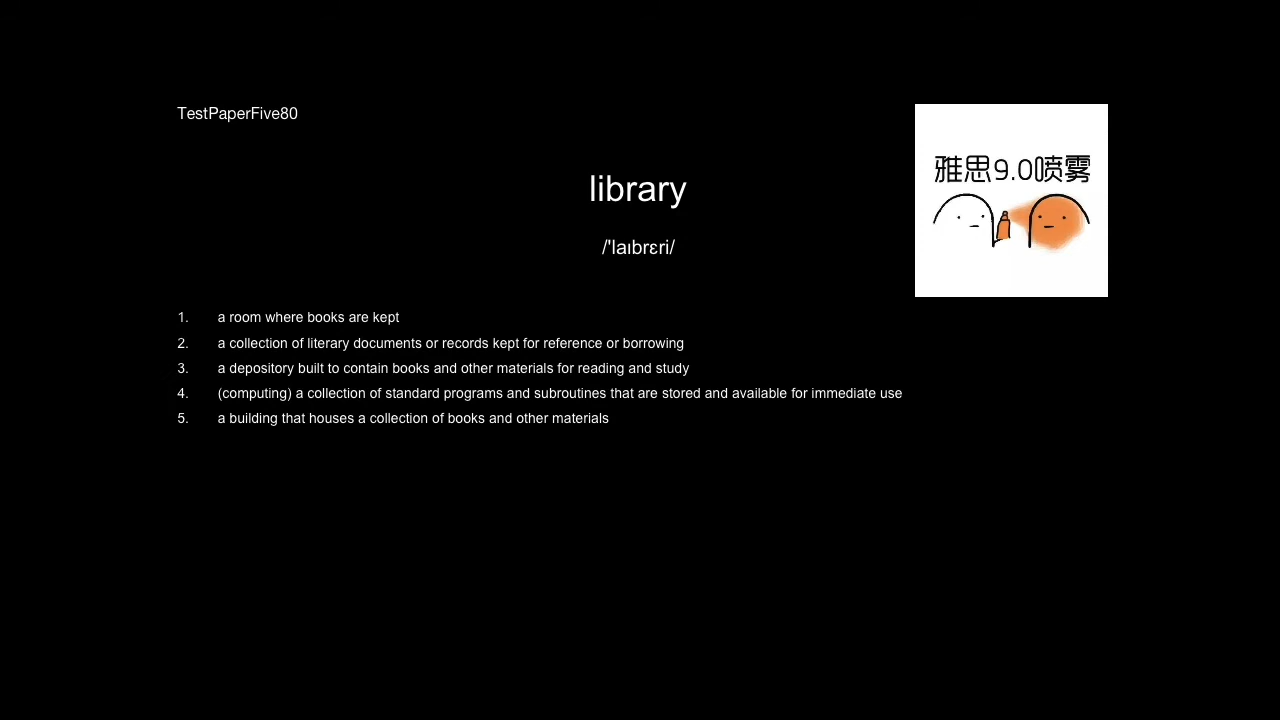 TestPaperFive80
雅思9.0喷雾
library
/'laɪbrɛri/
1. a room where books are kept
2. a collection of literary documents or records kept for reference or borrowing
3. a depository built to contain books and other materials for reading and study
4. (computing) a collection of standard programs and subroutines that are stored and available for immediate use
5. a building that houses a collection of books and other materials